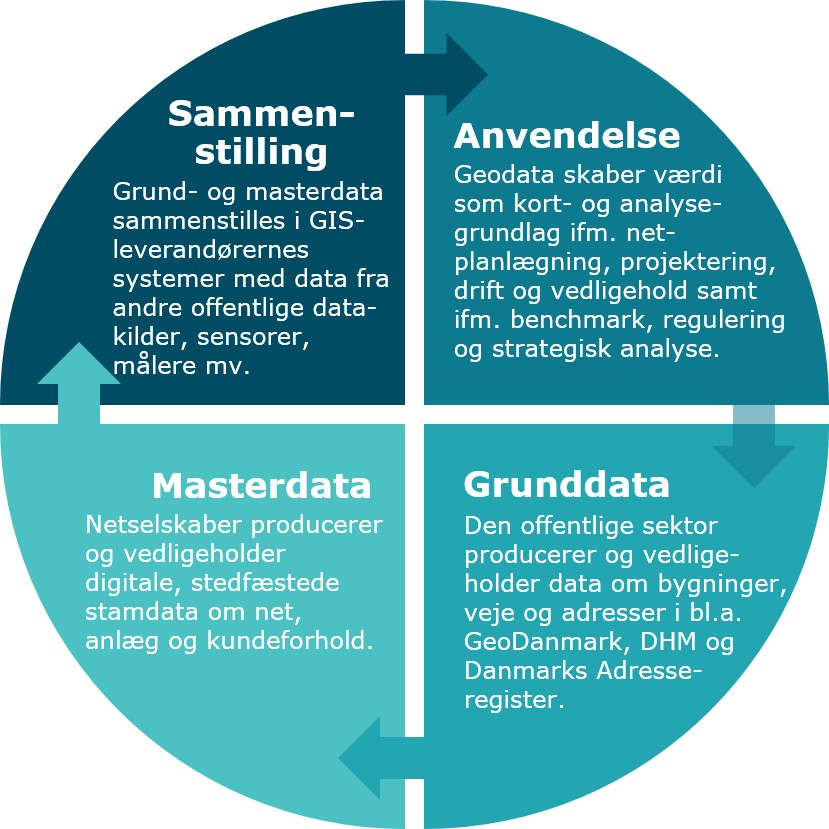 Sammen-
stilling
Grund- og masterdata
sammenstilles i GIS-
leverandørernes
systemer med data fra
andre offentlige data-
kilder, sensorer,
målere mv.
Anvendelse
Geodata skaber værdi
som kort- og analyse-
grundlag ifm. net-
planlægning, projektering,
drift og vedligehold samt
ifm. benchmark, regulering
og strategisk analyse.
Masterdata
Netselskaber producerer
og vedligeholder
digitale, stedfæstede
stamdata om net,
anlæg og kundeforhold.
Grunddata
Den offentlige sektor
producerer og vedlige-
holder data om bygninger,
veje og adresser i bl.a.
GeoDanmark, DHM og
Danmarks Adresse-
register.